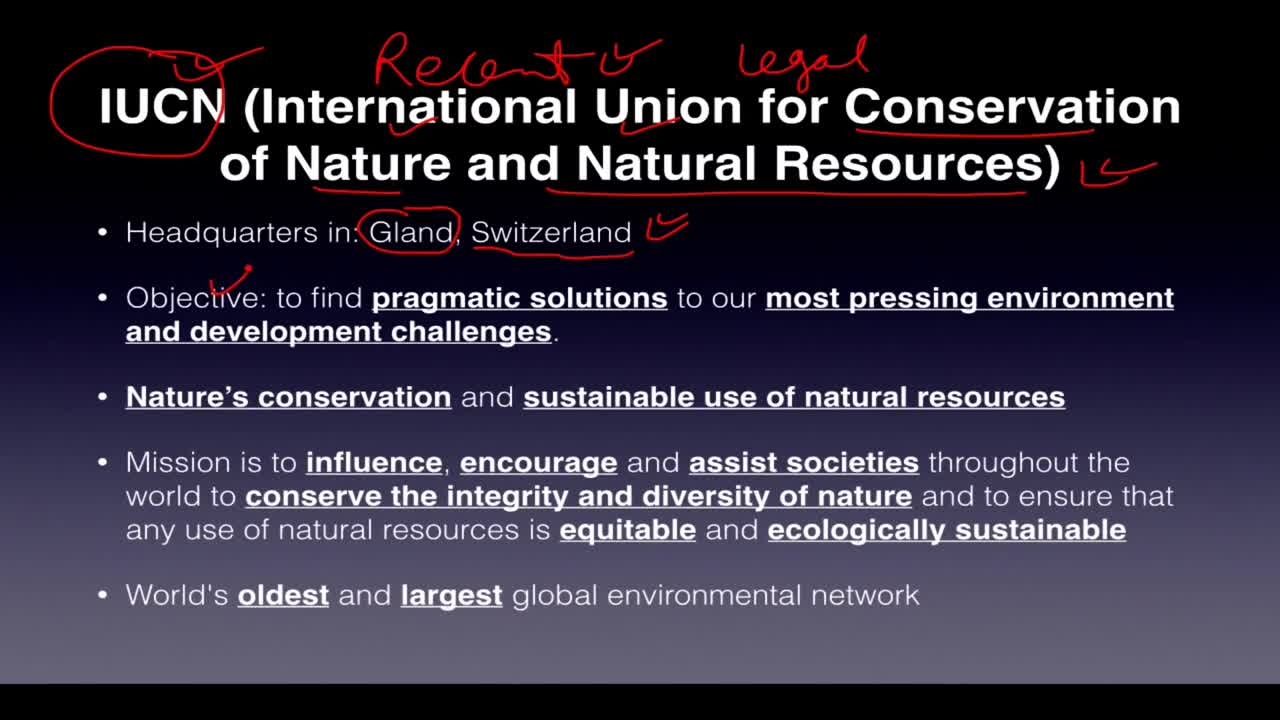 Recent legal
IUCN (International Union for Conservation
of Nature and Natural Resources)
• Headquarters in: Gland, Switzerland
• Objective: to find pragmatic solutions to our most pressing environment
and development challenges.
• Nature’s conservation and sustainable use of natural resources
• Mission is to influence, encourage and assist societies throughout the
world to conserve the integrity and diversity of nature and to ensure that
any use of natural resources is equitable and ecologically sustainable
• World's oldest and largest global environmental network